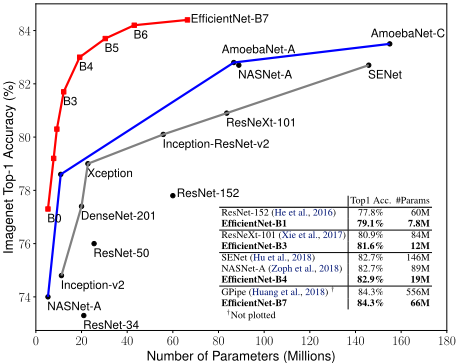 84
82
80
78
76
74
0
20
40
60
80
100
120
140
160
180
Number of Parameters (Millions)
Imagenet Top-1 Accuracy (%)
EfficientNet-B7
B6
B5
B4
B3
B0
AmoebaNet-A
AmoebaNet-C
NASNet-A
SENet
ResNeXt-101
Inception-ResNet-v2
Xception
ResNet-152
DenseNet-201
ResNet-50
Inception-v2
NASNet-A
ResNet-34
Top1 Acc. #Params
ResNet-152 (He et al., 2016) 77.8% 60M
EfficientNet-B1 79.1% 7.8M
ResNeXt-101 (Xie et al., 2017) 80.9% 84M
EfficientNet-B3 81.6% 12M
SENet (Hu et al., 2018) 82.7% 146M
NASNet-A (Zoph et al., 2018) 82.7% 89M
EfficientNet-B4 82.9% 19M
GPipe (Huang et al., 2018) † 84.3% 556M
EfficientNet-B7 84.3% 66M
†Not plotted